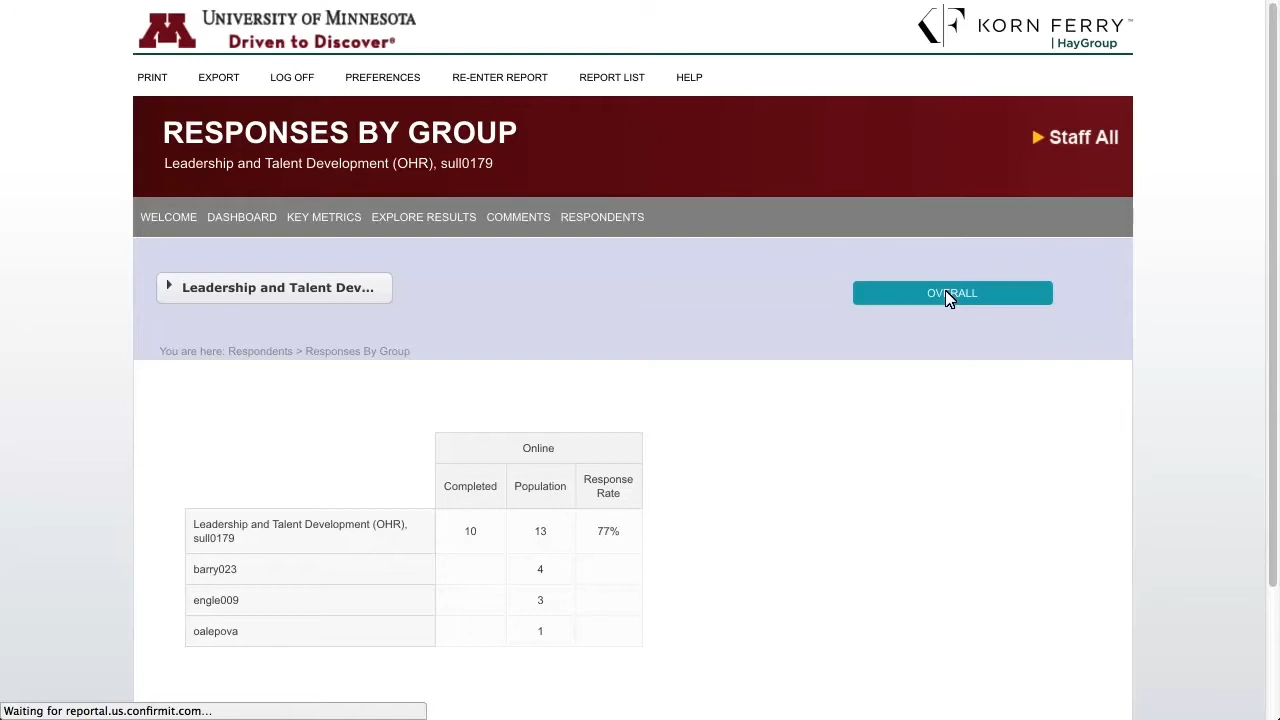 UNIVERSITY OF MINNESOTA
Driven to Discover®
KORN FERRY™
| HayGroup
PRINT EXPORT LOG OFF PREFERENCES RE-ENTER REPORT REPORT LIST HELP
RESPONSES BY GROUP
Staff All
Leadership and Talent Development (OHR), sull0179
WELCOME DASHBOARD KEY METRICS EXPLORE RESULTS COMMENTS RESPONDENTS
Leadership and Talent Dev...
OVERALL
You are here: Respondents > Responses By Group
Online
Completed Population Response Rate
Leadership and Talent Development (OHR),
sull0179 10 13 77%
barry023 4
engle009 3
oalepova 1
Waiting for reportal.us.confirmit.com...